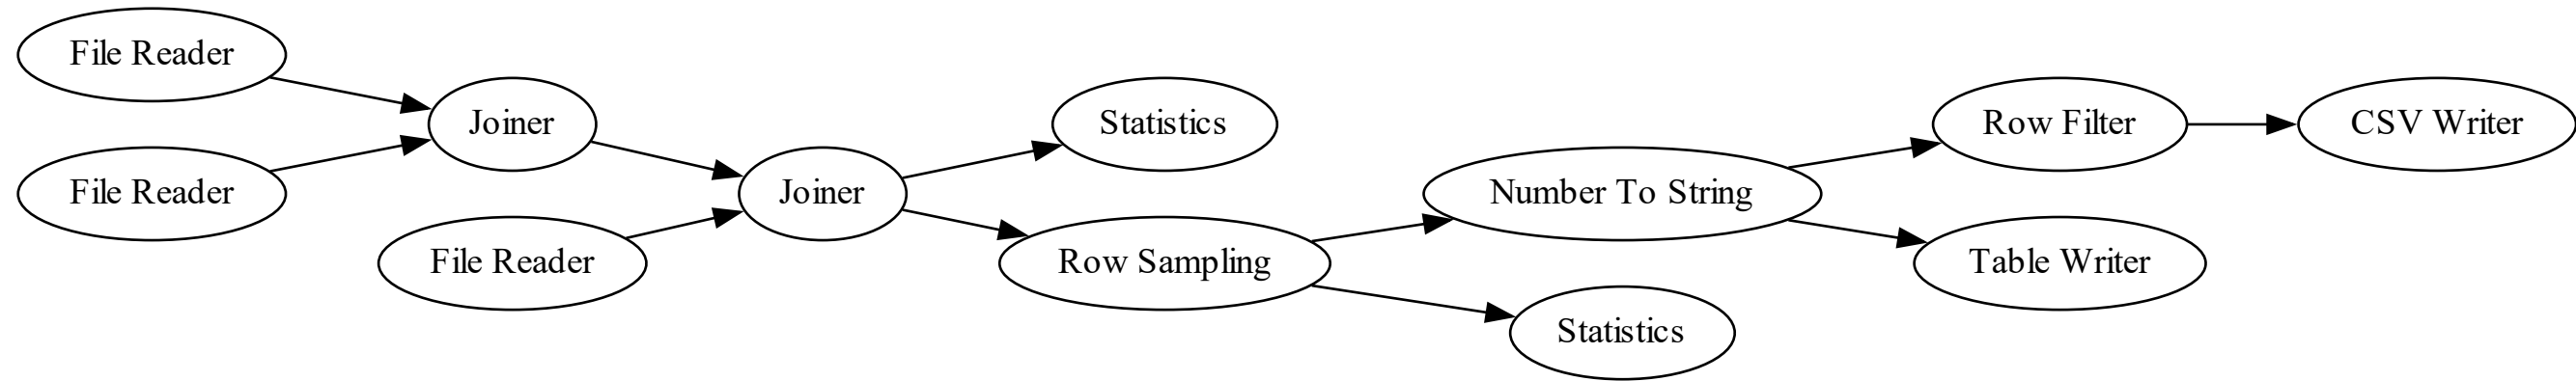 File Reader
File Reader
File Reader
Joiner
Joiner
Statistics
Row Sampling
Number To String
Statistics
Row Filter
Table Writer
CSV Writer